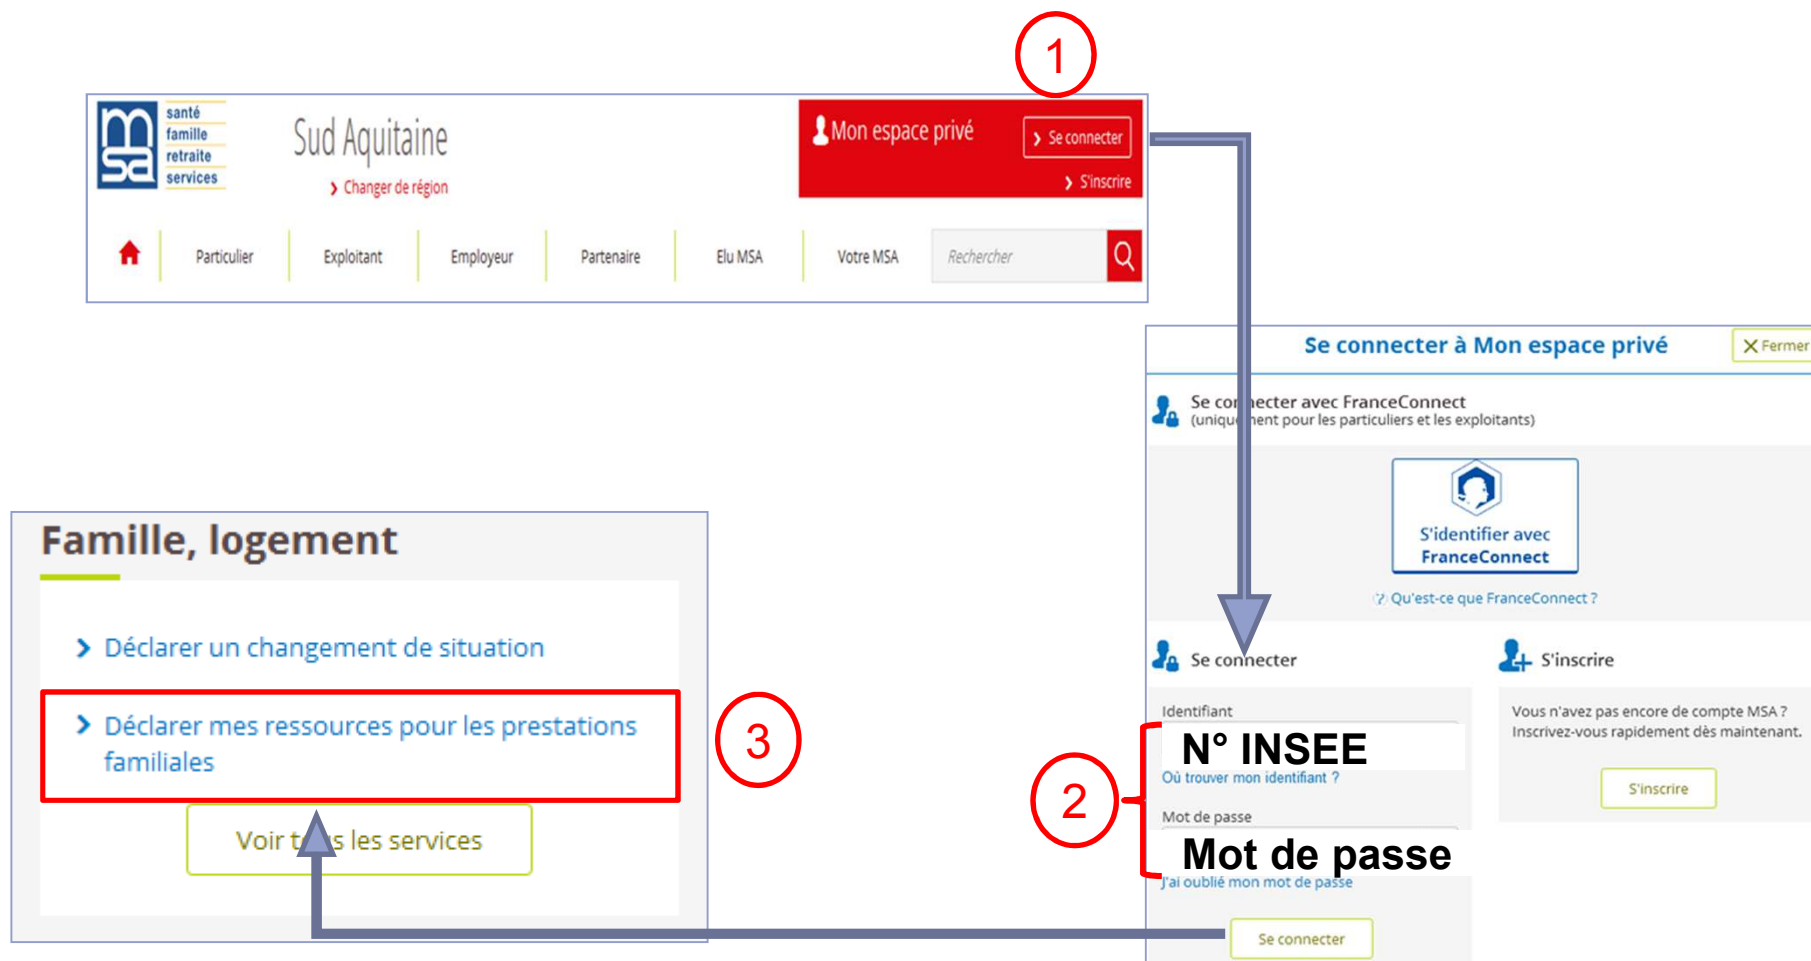 1
msa
santé
famille
retraite
services
Sud Aquitaine
Changer de région
Mon espace privé
Se connecter
S'inscrire
Particulier
Exploitant
Employeur
Partenaire
Elu MSA
Votre MSA
Rechercher
Se connecter à Mon espace privé
Fermer
Se connecter avec FranceConnect
(uniquement pour les particuliers et les exploitants)
S'identifier avec
FranceConnect
? Qu'est-ce que FranceConnect ?
Se connecter
Identifiant
N° INSEE
Où trouver mon identifiant ?
2
Mot de passe
Mot de passe
J'ai oublié mon mot de passe
Se connecter
S'inscrire
Vous n'avez pas encore de compte MSA ?
Inscrivez-vous rapidement dès maintenant.
S'inscrire
Famille, logement
Déclarer un changement de situation
Déclarer mes ressources pour les prestations
familiales
3
Voir tous les services